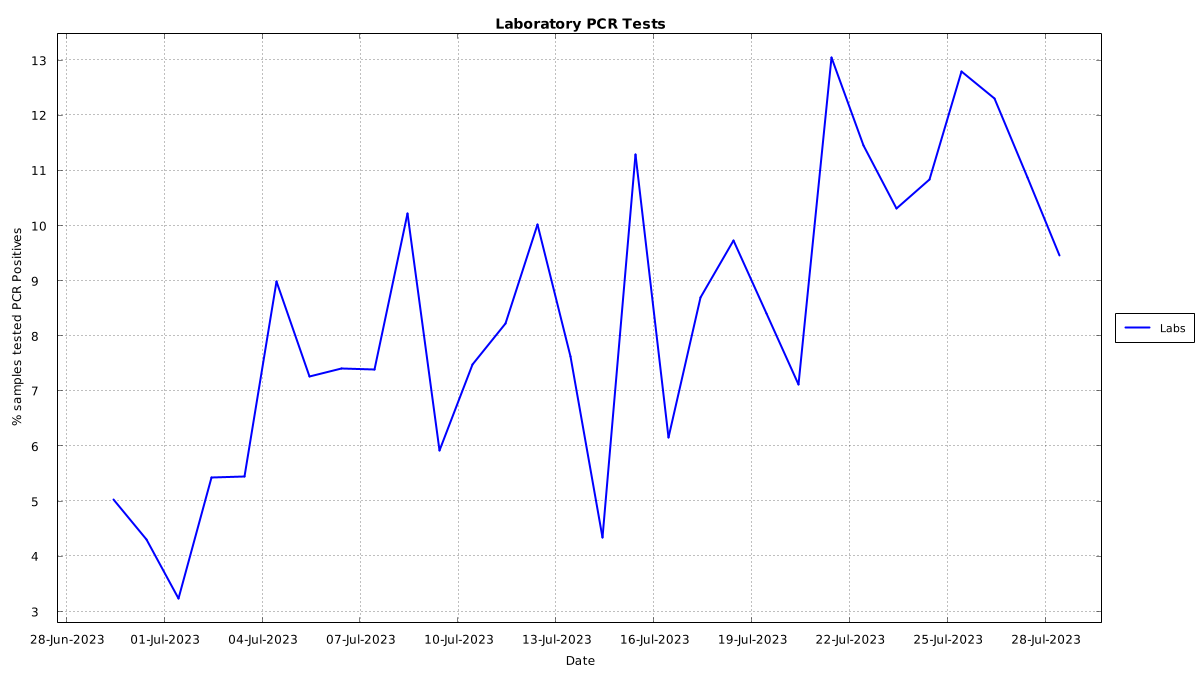 Laboratory PCR Tests
% samples tested PCR Positives
13
12
11
10
9
8
7
6
5
4
3
28-Jun-2023 01-Jul-2023 04-Jul-2023 07-Jul-2023 10-Jul-2023 13-Jul-2023 16-Jul-2023 19-Jul-2023 22-Jul-2023 25-Jul-2023 28-Jul-2023
Date
Labs